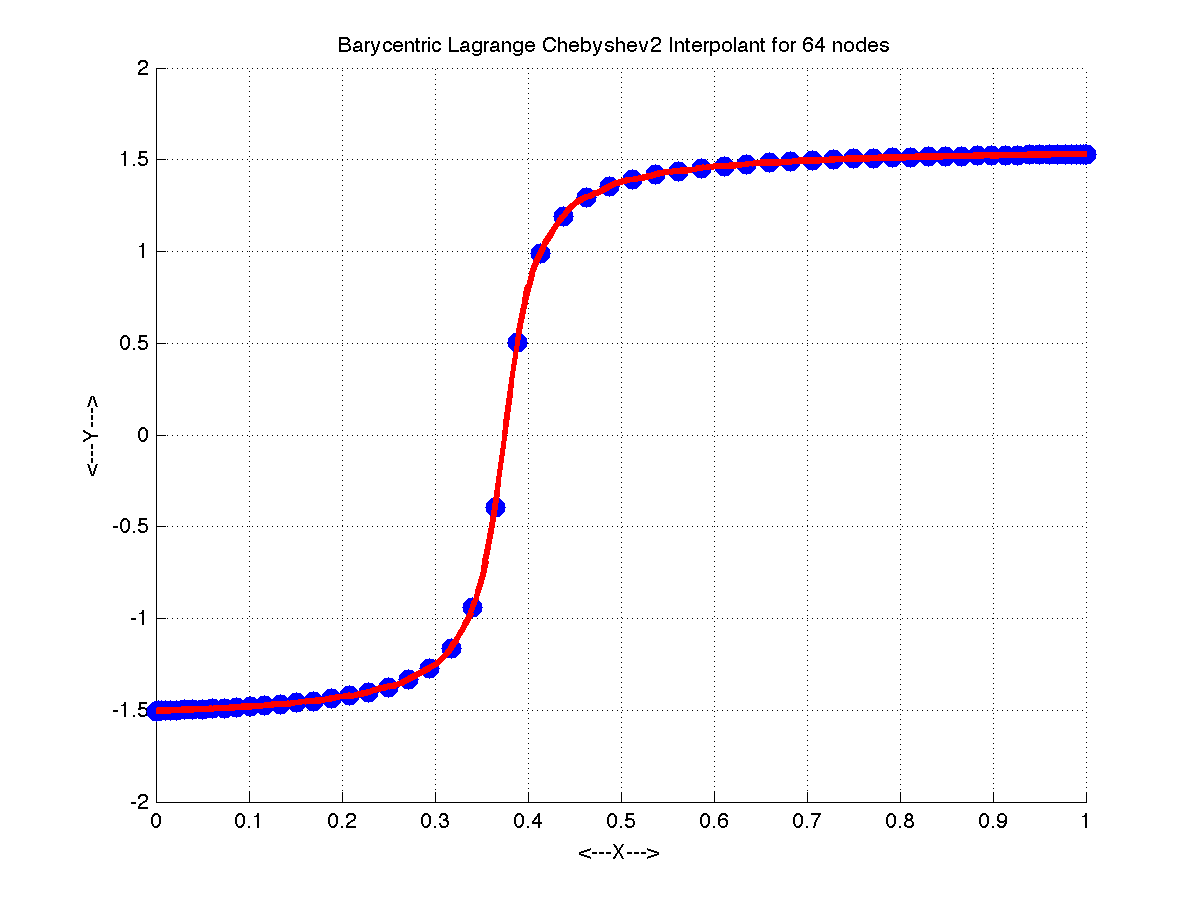 Barycentric Lagrange Chebyshev2 Interpolant for 64 nodes
2
1.5
1
0.5
0
-0.5
-1
-1.5
-2
<---Y--->
0 0.1 0.2 0.3 0.4 0.5 0.6 0.7 0.8 0.9 1
<---X--->